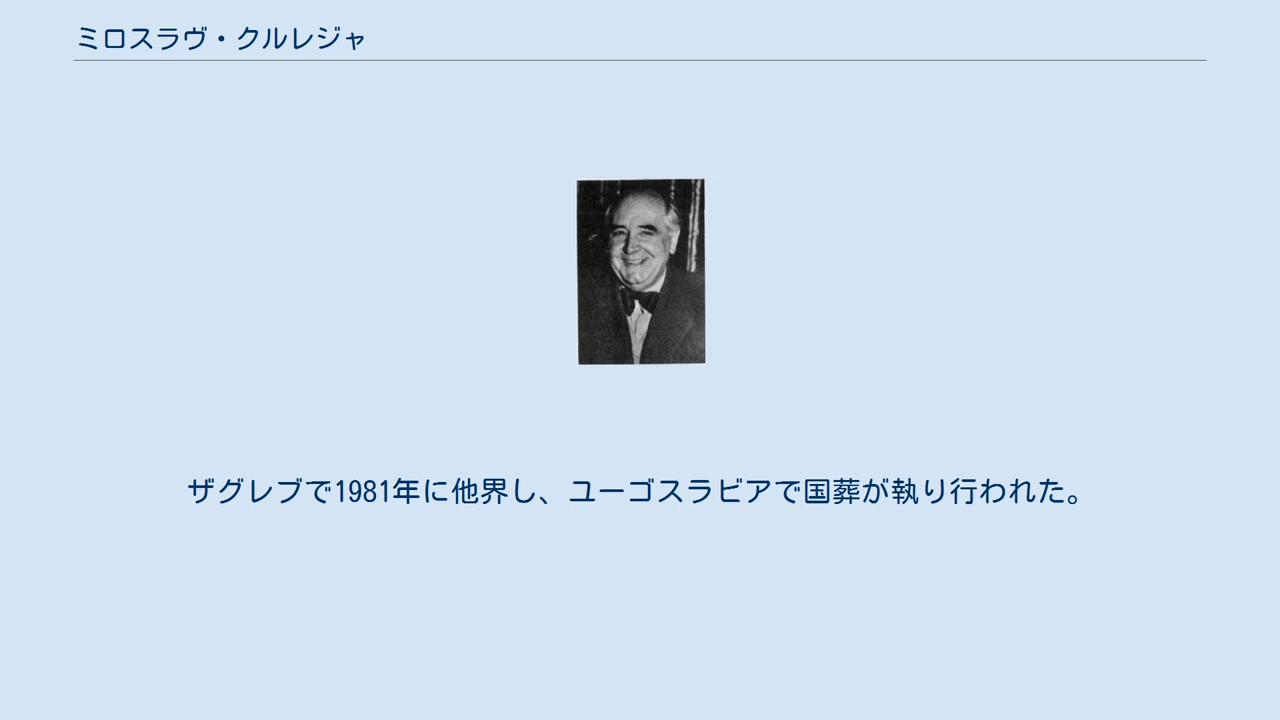 ミロスラヴ・クルレジャ
ザグレブで1981年に他界し、ユーゴスラビアで国葬が執り行われた。